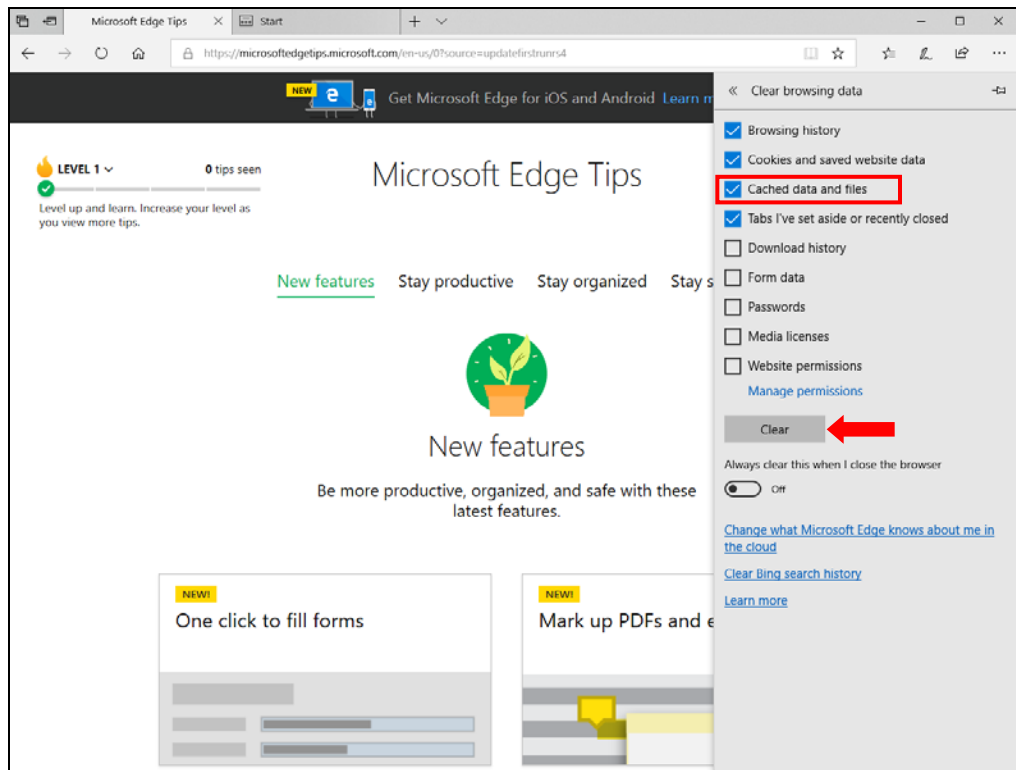 Microsoft Edge Tips
Start
https://microsoftedgetips.microsoft.com/en-us/0?source=updatefirstrunrs4
NEW
Get Microsoft Edge for iOS and Android Learn
LEVEL 1
0 tips seen
Level up and learn. Increase your level as
you view more tips.
Microsoft Edge Tips
New features
Stay productive
Stay organized
Stay s
New features
Be more productive, organized, and safe with these
latest features.
NEW!
One click to fill forms
NEW!
Mark up PDFs and e
Clear browsing data
Browsing history
Cookies and saved website data
Cached data and files
Tabs I've set aside or recently closed
Download history
Form data
Passwords
Media licenses
Website permissions
Manage permissions
Clear
Always clear this when I close the browser
Off
Change what Microsoft Edge knows about me in
the cloud
Clear Bing search history
Learn more